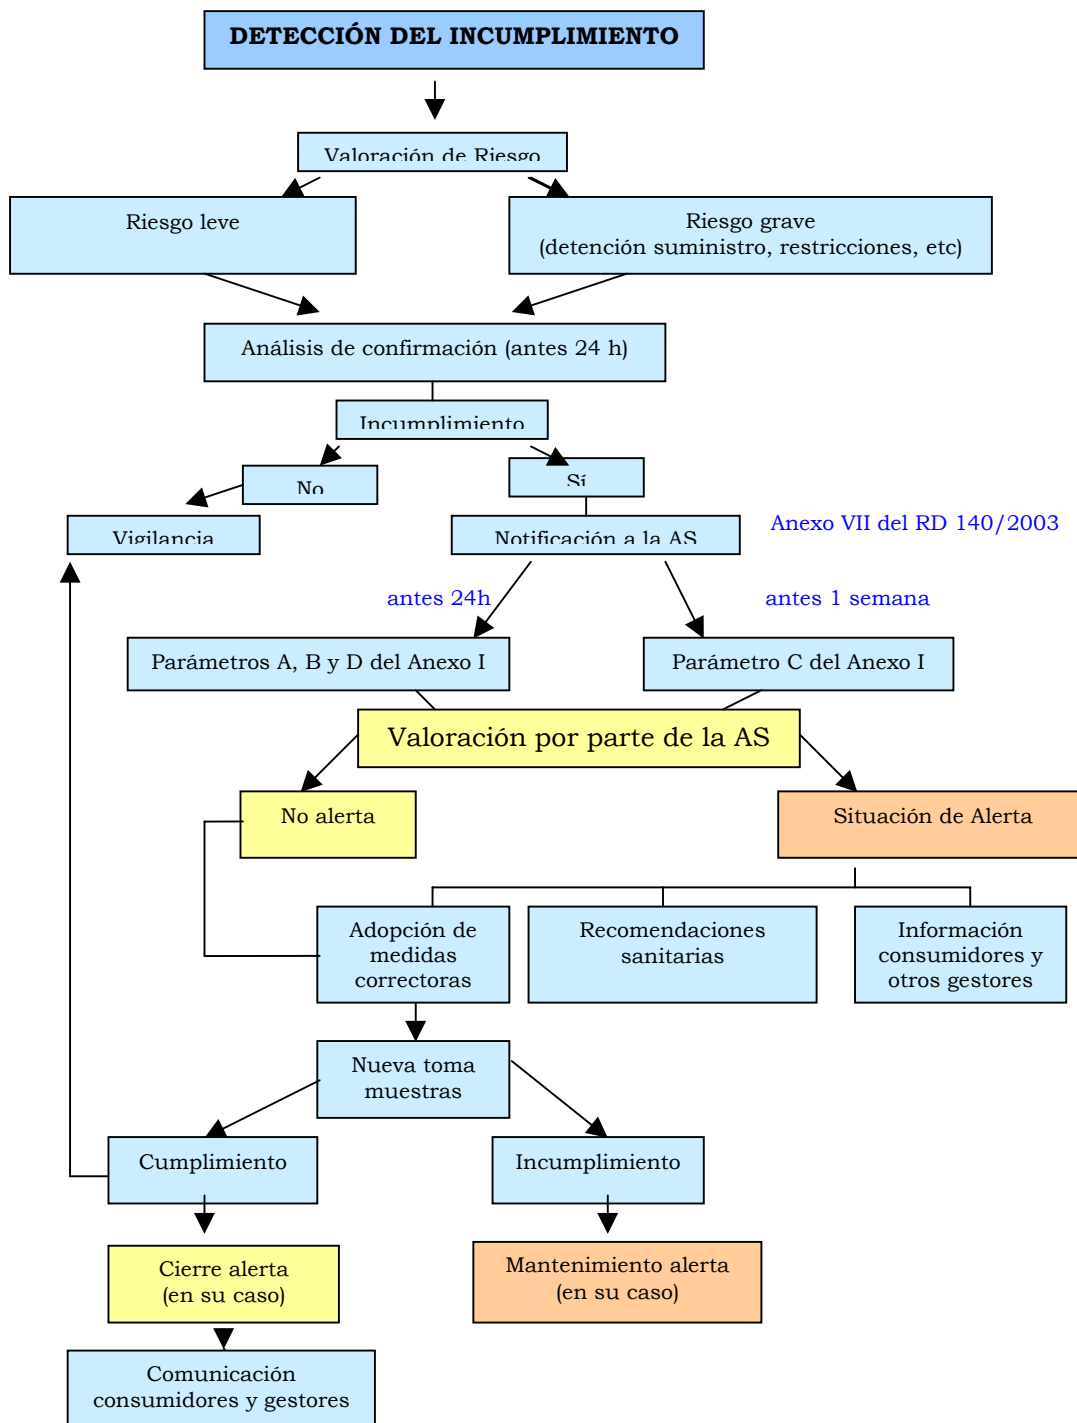 DETECCIÓN DEL INCUMPLIMIENTO
Valoración de Riesgo
Riesgo leve
Riesgo grave
(detención suministro, restricciones, etc)
Análisis de confirmación (antes 24 h)
Incumplimiento
No
Sí
Vigilancia
Notificación a la AS
Anexo VII del RD 140/2003
antes 24h
antes 1 semana
Parámetros A, B y D del Anexo I
Parámetro C del Anexo I
Valoración por parte de la AS
No alerta
Situación de Alerta
Adopción de
medidas
correctoras
Recomendaciones
sanitarias
Información
consumidores y
otros gestores
Nueva toma
muestras
Cumplimiento
Incumplimiento
Cierre alerta
(en su caso)
Mantenimiento alerta
(en su caso)
Comunicación
consumidores y gestores